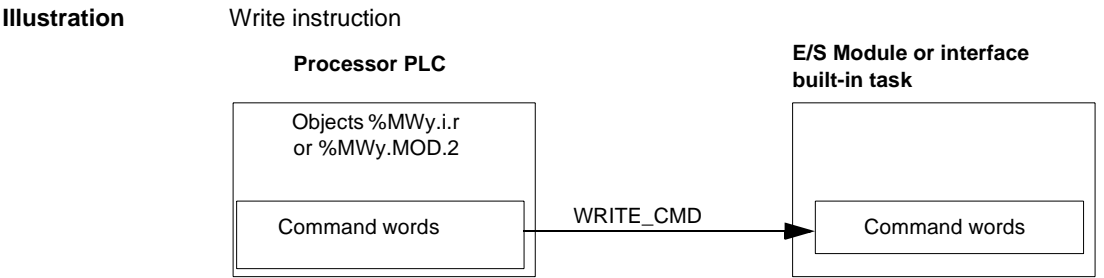 Illustration Write instruction
Processor PLC
E/S Module or interface
built-in task
Objects %MWy.i.r
or %MWy.MOD.2
Command words
WRITE_CMD
Command words